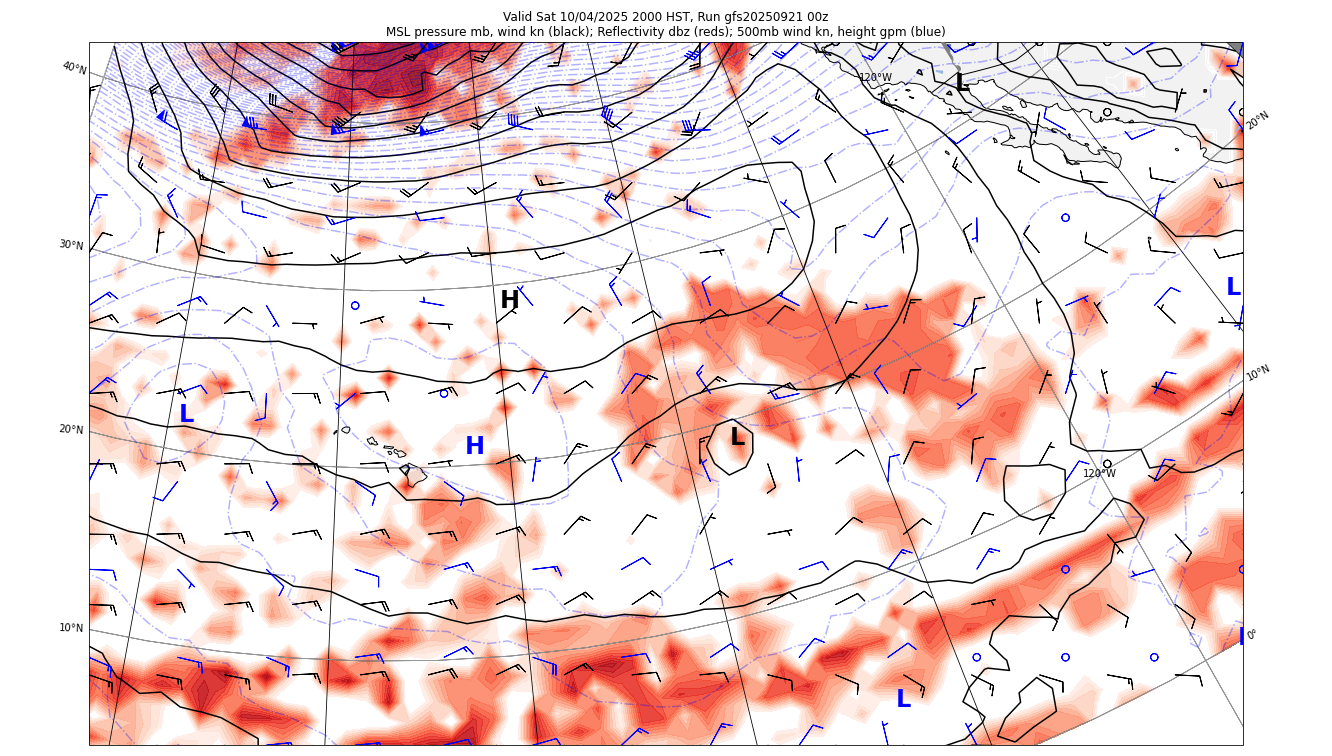 Valid Sat 10/04/2025 2000 HST, Run gfs20250921 00z
MSL pressure mb, wind kn (black); Reflectivity dbz (reds); 500mb wind kn, height gpm (blue)
40°N
120°W
L
20°N
30°N
H
L
10°N
L
20°N
H
L
120°W
10°N
0°
L